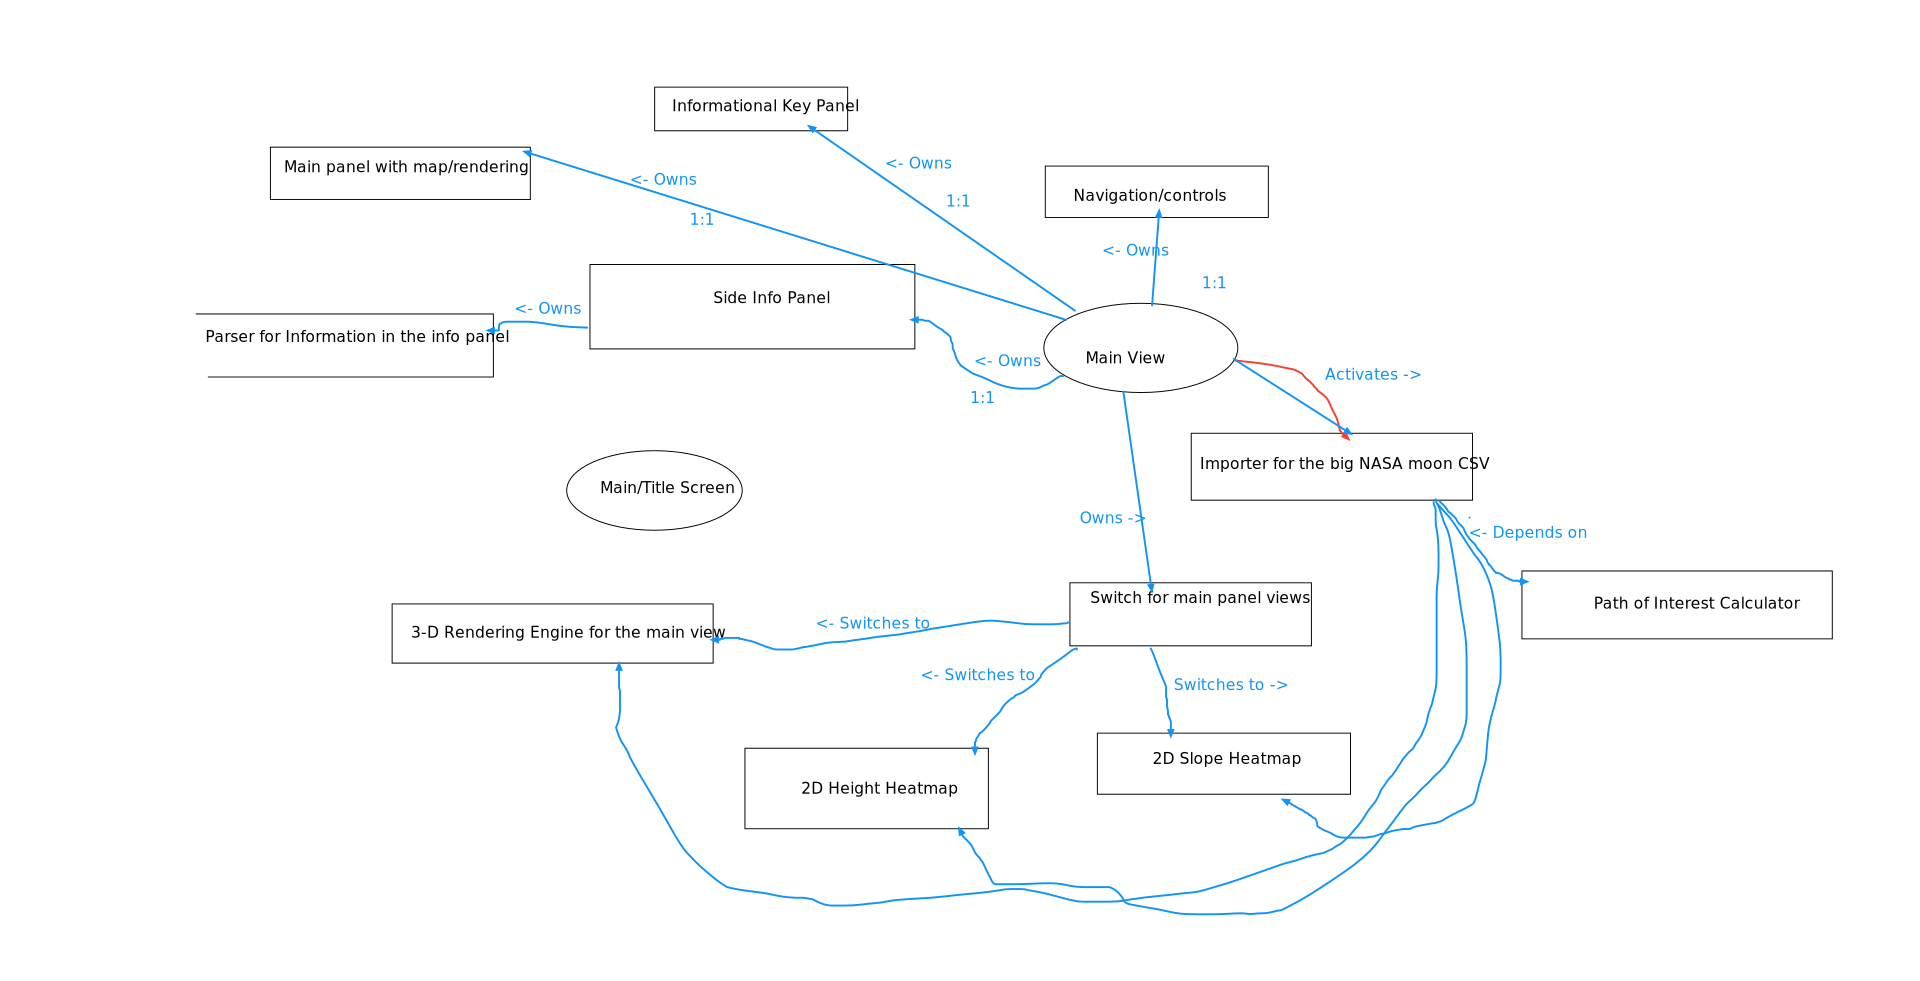 Informational Key Panel
Main panel with map/rendering
<- Owns
<- Owns
1:1
1:1
Navigation/controls
<- Owns
1:1
Side Info Panel
<- Owns
Parser for Information in the info panel
<- Owns
1:1
Main View
Activates ->
Importer for the big NASA moon CSV
Main/Title Screen
Owns ->
<- Depends on
Switch for main panel views
Path of Interest Calculator
3-D Rendering Engine for the main view
<- Switches to
<- Switches to
Switches to ->
2D Slope Heatmap
2D Height Heatmap